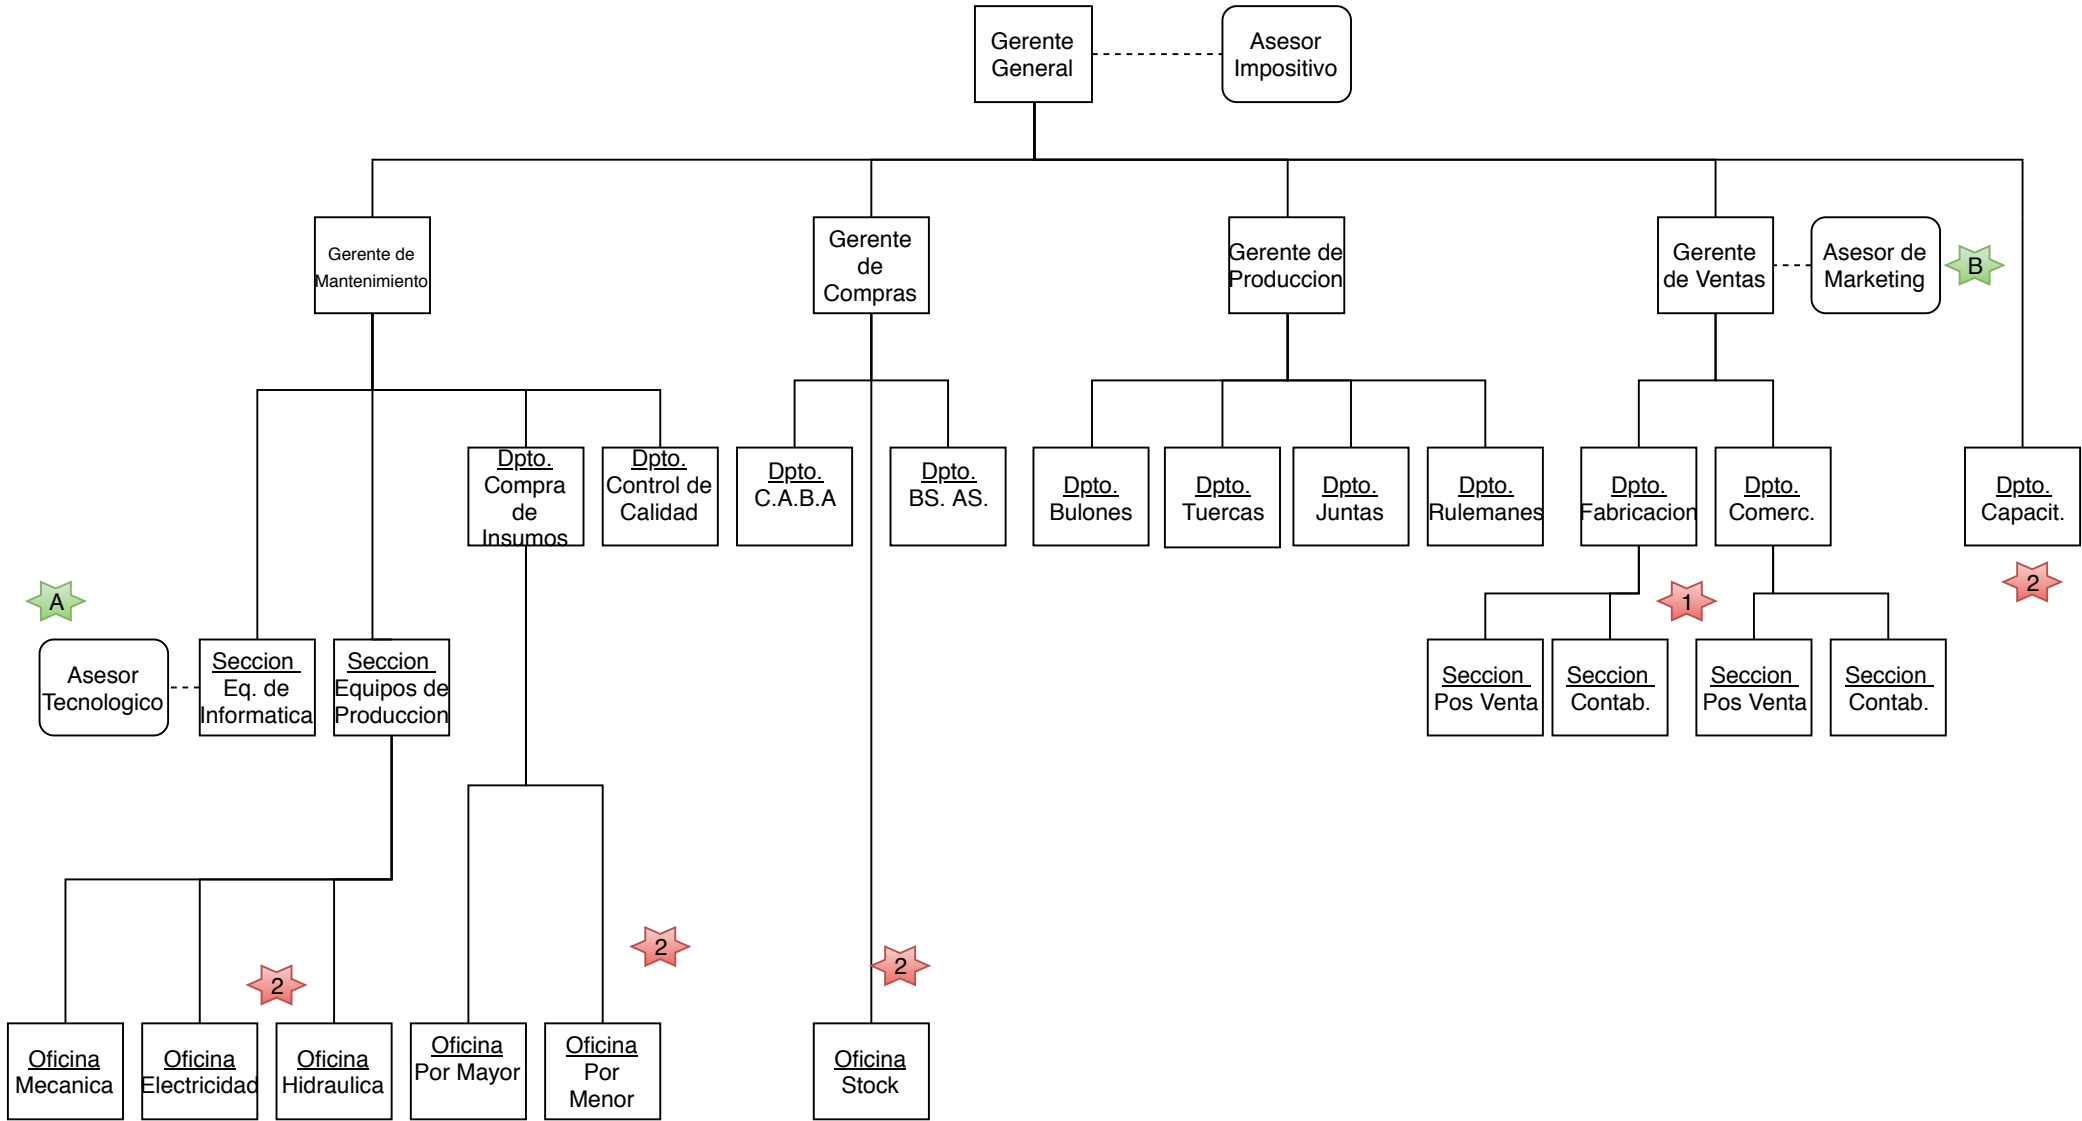 Gerente
General
Asesor
Impositivo
Gerente de
Mantenimiento
Gerente
de
Compras
Gerente de
Produccion
Gerente
de Ventas
Asesor de
Marketing
B
Dpto.
Compra
de
Insumos
Dpto.
Control de
Calidad
Dpto.
C.A.B.A
Dpto.
BS. AS.
Dpto.
Bulones
Dpto.
Tuercas
Dpto.
Juntas
Dpto.
Rulemanes
Dpto.
Fabricacion
Dpto.
Comerc.
Dpto.
Capacit.
2
A
1
Asesor
Tecnologico
Seccion
Eq. de
Informatica
Seccion
Equipos de
Produccion
Seccion
Pos Venta
Seccion
Contab.
Seccion
Pos Venta
Seccion
Contab.
2
2
2
Oficina
Mecanica
Oficina
Electricidad
Oficina
Hidraulica
Oficina
Por Mayor
Oficina
Por
Menor
Oficina
Stock